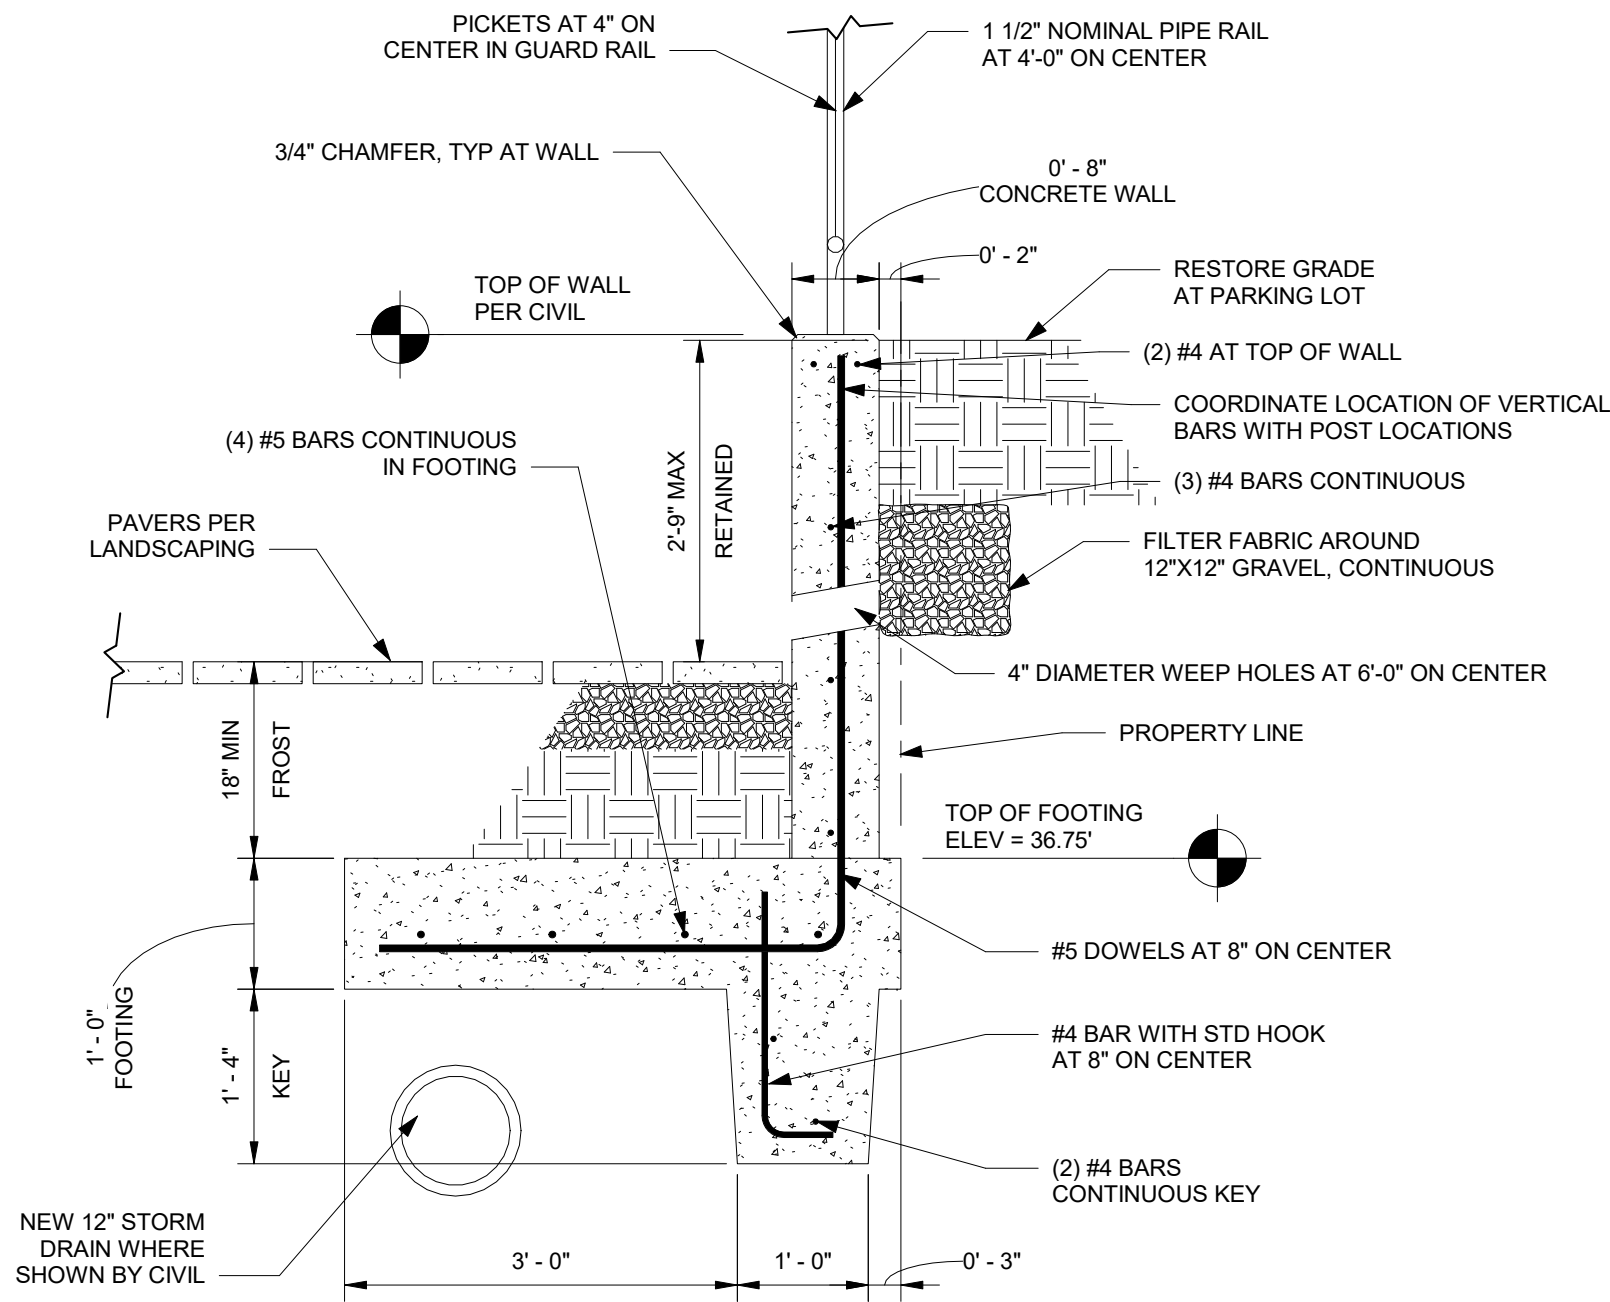 PICKETS AT 4" ON
CENTER IN GUARD RAIL
1 1/2" NOMINAL PIPE RAIL
AT 4'-0" ON CENTER
3/4" CHAMFER, TYP AT WALL
0' - 8"
CONCRETE WALL
0' - 2"
TOP OF WALL
PER CIVIL
RESTORE GRADE
AT PARKING LOT
(2) #4 AT TOP OF WALL
COORDINATE LOCATION OF VERTICAL
BARS WITH POST LOCATIONS
(4) #5 BARS CONTINUOUS
IN FOOTING
2'-9" MAX
RETAINED
(3) #4 BARS CONTINUOUS
PAVERS PER
LANDSCAPING
FILTER FABRIC AROUND
12"X12" GRAVEL, CONTINUOUS
4" DIAMETER WEEP HOLES AT 6'-0" ON CENTER
18" MIN
FROST
PROPERTY LINE
TOP OF FOOTING
ELEV = 36.75'
#5 DOWELS AT 8" ON CENTER
1' - 0"
FOOTING
1' - 4"
KEY
#4 BAR WITH STD HOOK
AT 8" ON CENTER
(2) #4 BARS
CONTINUOUS KEY
NEW 12" STORM
DRAIN WHERE
SHOWN BY CIVIL
3' - 0"
1' - 0"
0' - 3"